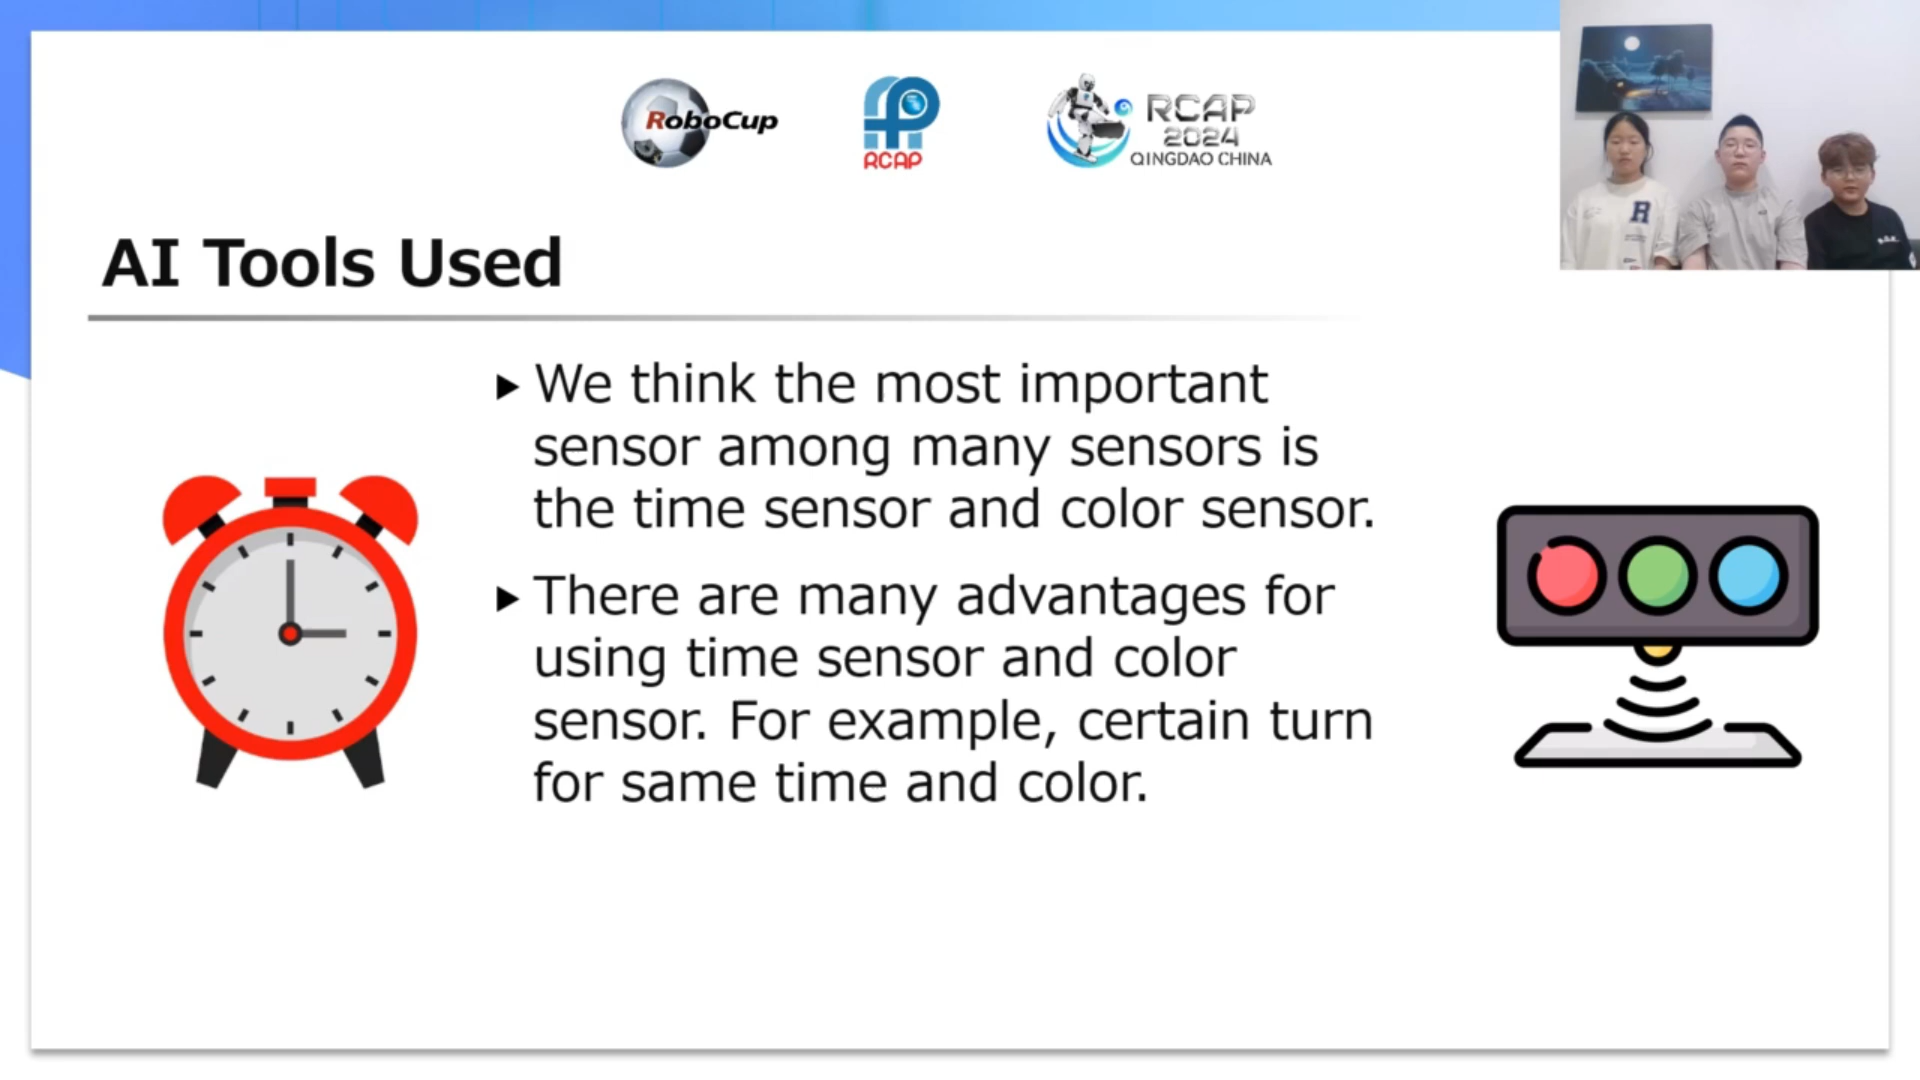 RoboCup
RCAP
RCAP
2024
QINGDAO CHINA
R
AI Tools Used
We think the most important
sensor among many sensors is
the time sensor and color sensor.
There are many advantages for
using time sensor and color
sensor. For example, certain turn
for same time and color.